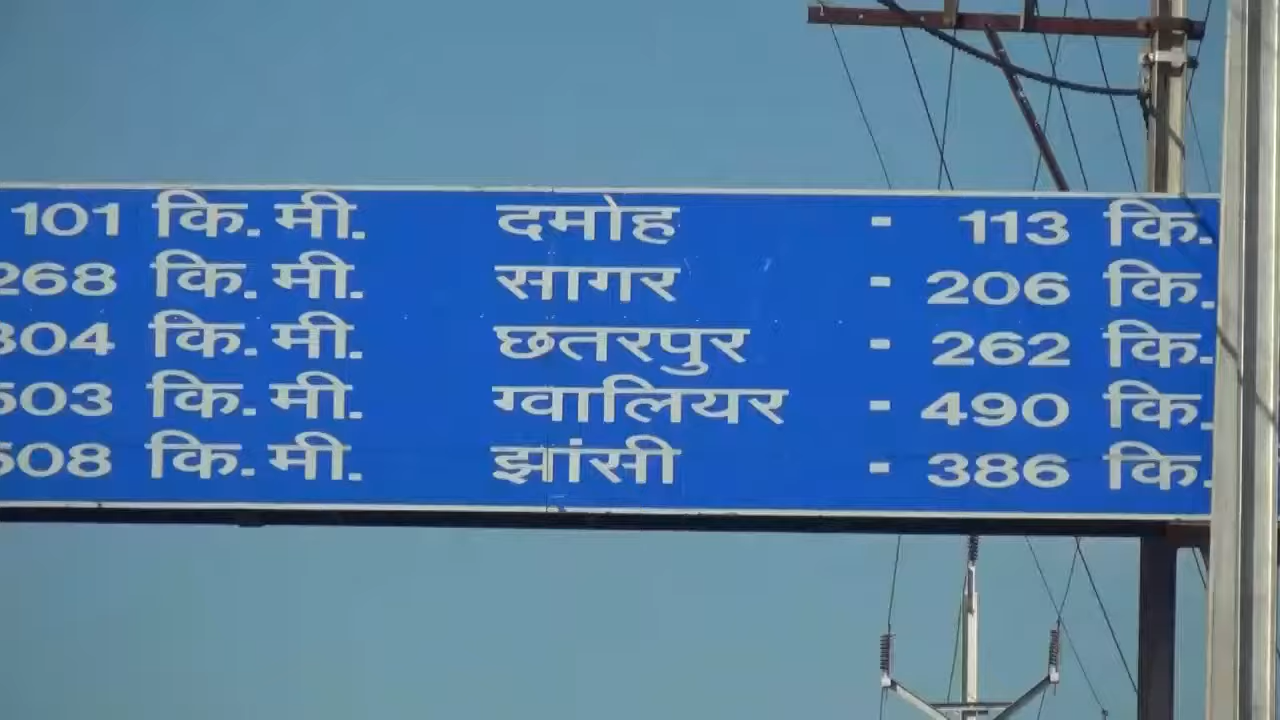 101 कि. मी. दमोह - 113 कि.
268 कि. मी. सागर - 206 कि.
304 कि. मी. छतरपुर - 262 कि.
503 कि. मी. ग्वालियर - 490 कि.
508 कि. मी. झांसी - 386 कि.